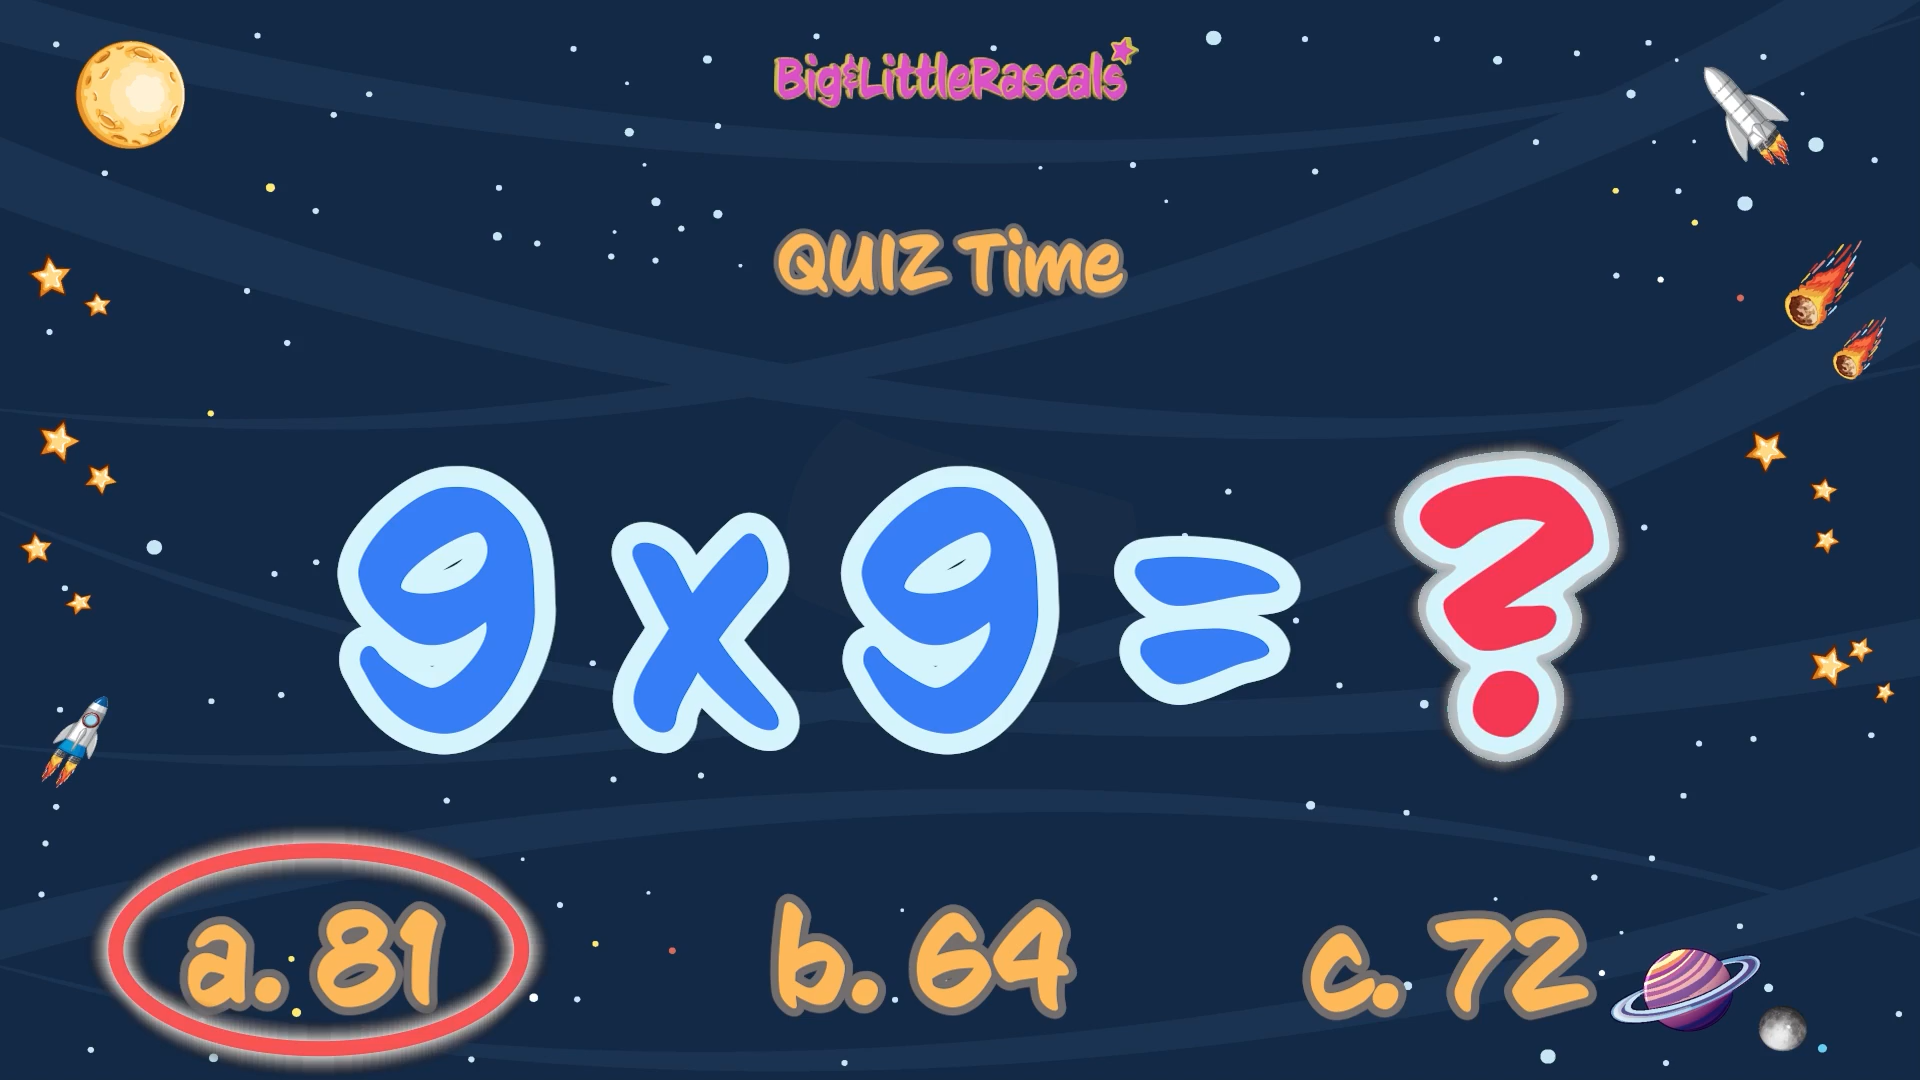 Big&LittleRascals
QUIZ Time
9 x 9 = ?
a. 81 b. 64 c. 72